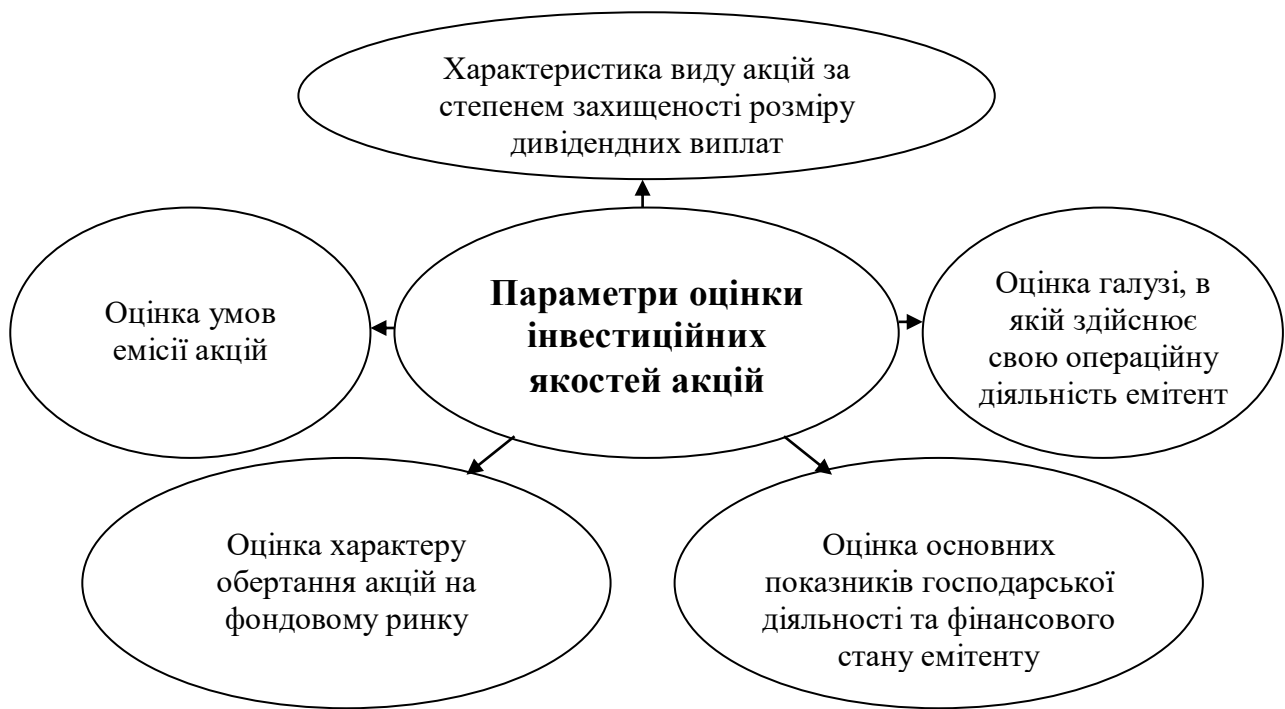 Характеристика виду акцій за
степенем захищеності розміру
дивідендних виплат
Оцінка умов
емісії акцій
Параметри оцінки
інвестиційних
якостей акцій
Оцінка галузі, в
якій здійснює
свою операційну
діяльність емітент
Оцінка характеру
обертання акцій на
фондовому ринку
Оцінка основних
показників господарської
діяльності та фінансового
стану емітенту